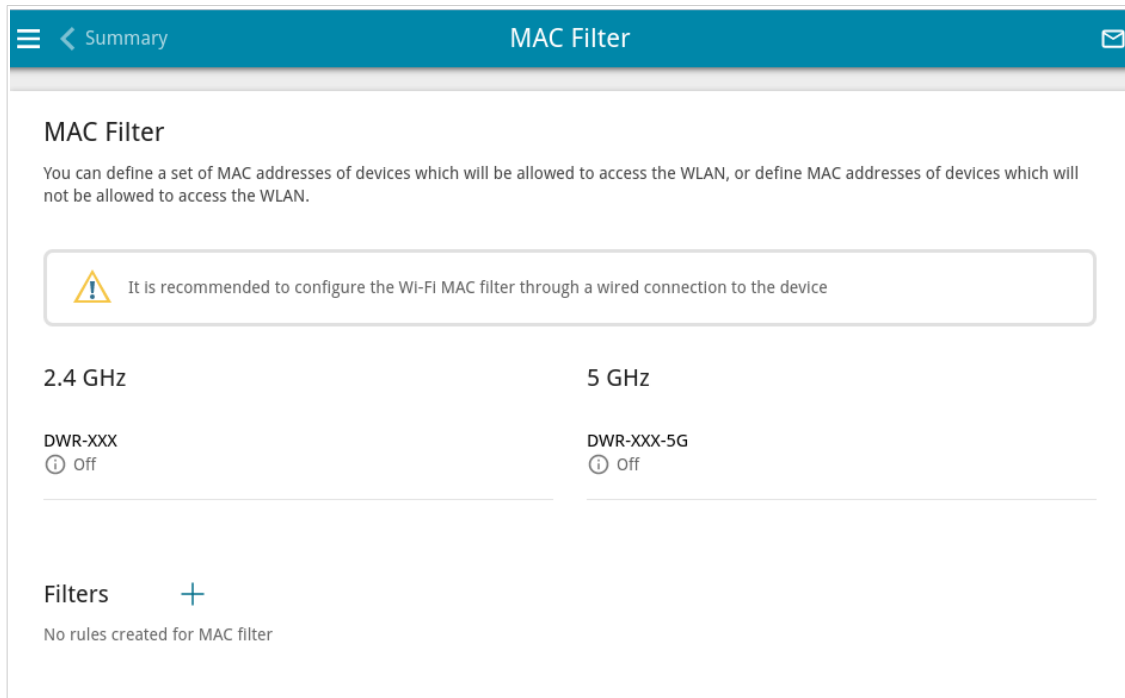 Summary
MAC Filter
MAC Filter
You can define a set of MAC addresses of devices which will be allowed to access the WLAN, or define MAC addresses of devices which will
not be allowed to access the WLAN.
It is recommended to configure the Wi-Fi MAC filter through a wired connection to the device
2.4 GHz
5 GHz
DWR-XXX
Off
DWR-XXX-5G
Off
Filters
No rules created for MAC filter